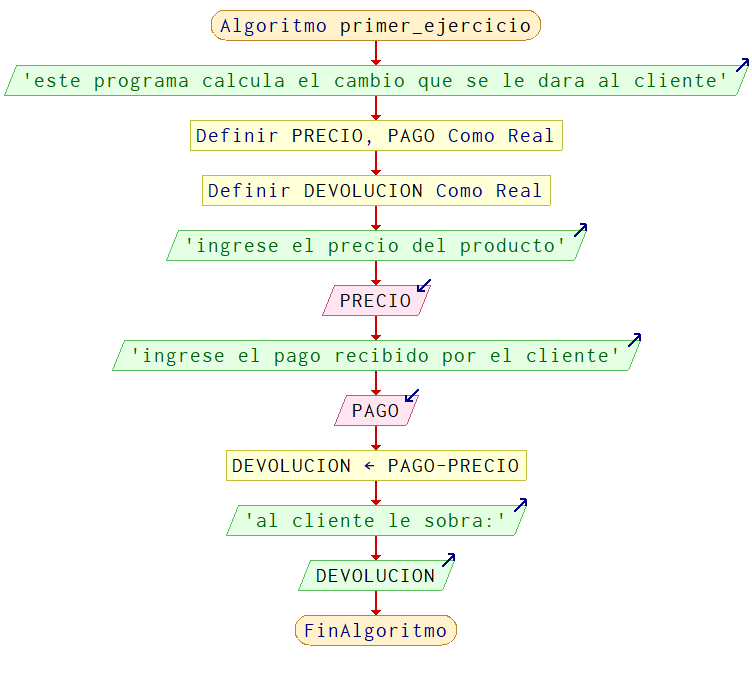 Algoritmo primer_ejercicio
'este programa calcula el cambio que se le dara al cliente'
Definir PRECIO, PAGO Como Real
Definir DEVOLUCION Como Real
'ingrese el precio del producto'
PRECIO
'ingrese el pago recibido por el cliente'
PAGO
DEVOLUCION ← PAGO-PRECIO
'al cliente le sobra:'
DEVOLUCION
FinAlgoritmo